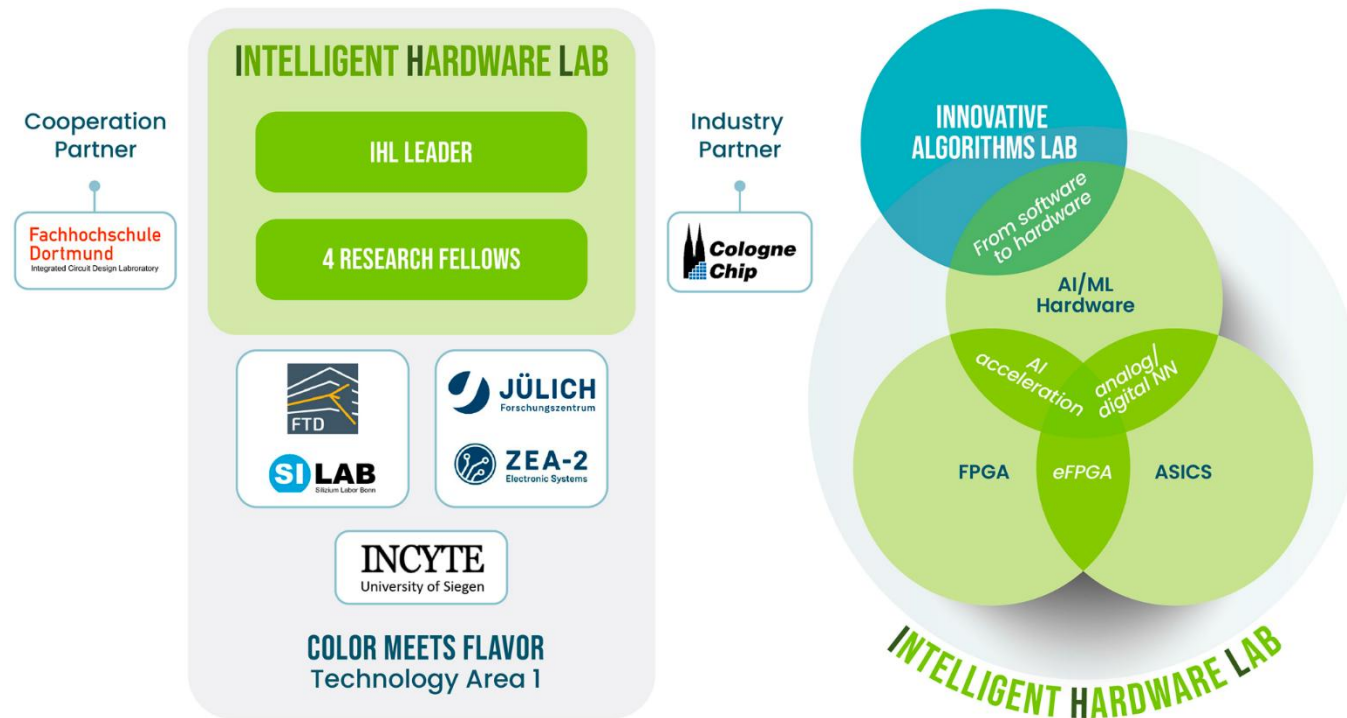 INTELLIGENT HARDWARE LAB
IHL LEADER
4 RESEARCH FELLOWS
Cooperation
Partner
Fachhochschule
Dortmund
Integrated Circuit Design Labroratory
Industry
Partner
Cologne
Chip
FTD
SI LAB
Silizium Labor Bonn
JÜLICH
Forschungszentrum
ZEA-2
Electronic Systems
INCYTE
University of Siegen
COLOR MEETS FLAVOR
Technology Area 1
INNOVATIVE
ALGORITHMS LAB
From software
to hardware
AI/ML
Hardware
AI
acceleration
analog/
digital NN
FPGA
eFPGA
ASICS
INTELLIGENT HARDWARE LAB